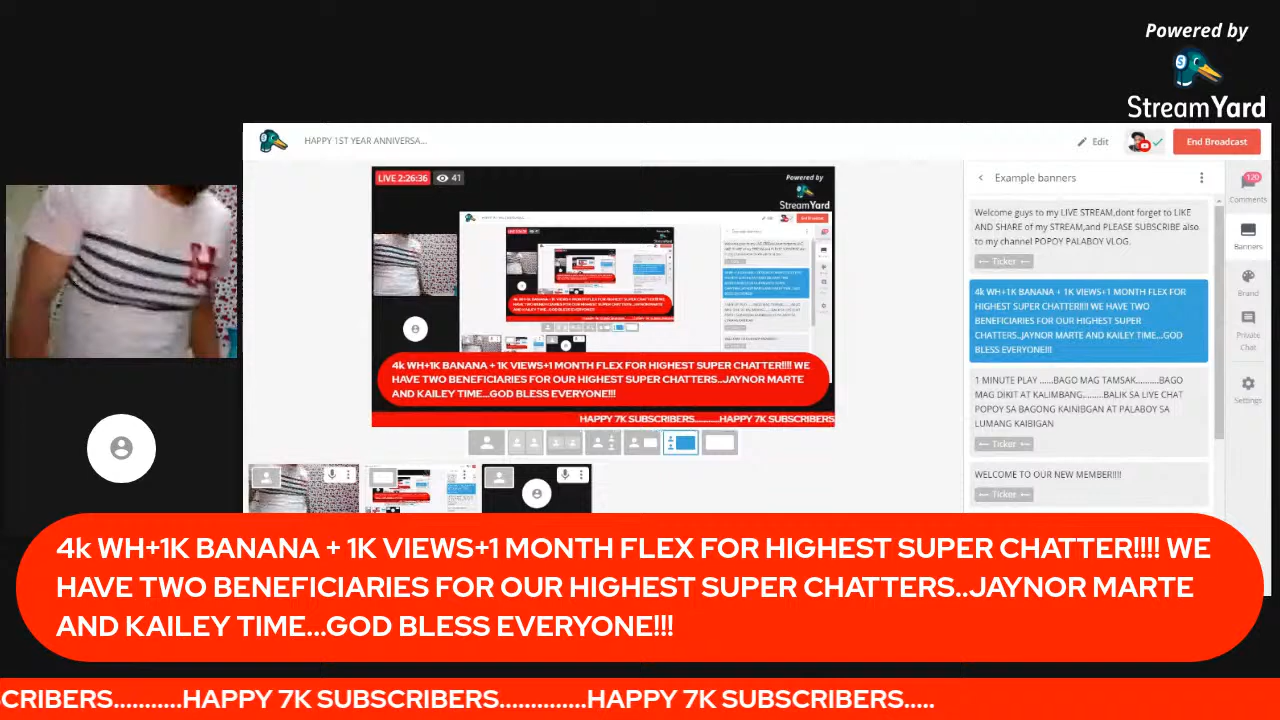 Powered by
StreamYard
HAPPY 1ST YEAR ANNIVERSA...
Edit
End Broadcast
LIVE 2:26:36
41
Powered by
StreamYard
4k WH+1K BANANA + 1K VIEWS+1 MONTH FLEX FOR HIGHEST SUPER CHATTER!!!! WE
HAVE TWO BENEFICIARIES FOR OUR HIGHEST SUPER CHATTERS..JAYNOR MARTE
AND KAILEY TIME...GOD BLESS EVERYONE!!!
HAPPY 7K SUBSCRIBERS..............HAPPY 7K SUBSCRIBERS
Example banners
Welcome guys to my LIVE STREAM,dont forget to LIKE
AND SHARE of my STREAM,and PLEASE SUBSCRIBE also
to my channel POPOY PALABOY VLOG.
Ticker
4k WH+1K BANANA + 1K VIEWS+1 MONTH FLEX FOR
HIGHEST SUPER CHATTER!!!! WE HAVE TWO
BENEFICIARIES FOR OUR HIGHEST SUPER
CHATTERS..JAYNOR MARTE AND KAILEY TIME...GOD
BLESS EVERYONE!!!
1 MINUTE PLAY ......BAGO MAG TAMSAK..........BAGO
MAG DIKIT AT KALIMBANG.........BALIK SA LIVE CHAT
POPOY SA BAGONG KAINIBGAN AT PALABOY SA
LUMANG KAIBIGAN
Ticker
WELCOME TO OUR NEW MEMBER!!!!
Ticker
120
Comments
Banners
Brand
Private
Chat
Settings
4k WH+1K BANANA + 1K VIEWS+1 MONTH FLEX FOR HIGHEST SUPER CHATTER!!!! WE
HAVE TWO BENEFICIARIES FOR OUR HIGHEST SUPER CHATTERS..JAYNOR MARTE
AND KAILEY TIME...GOD BLESS EVERYONE!!!
SCRIBERS...........HAPPY 7K SUBSCRIBERS..............HAPPY 7K SUBSCRIBERS.....